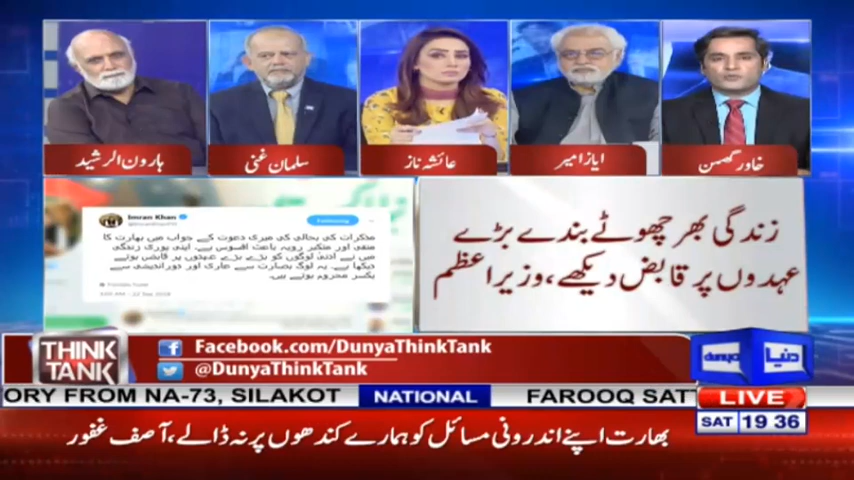 ہارون الرشید
سلمان غنی
عائشہ ناز
ایاز امیر
خاور گھمن
Imran Khan
Following
مذکرات کی بحالی کی میری دعوت کے جواب میں بھارت کا
منفی اور متکبر رویہ باعث افسوس ہے۔ اپنی پوری زندگی
میں نے ادنیٰ لوگوں کو بڑے بڑے عہدوں پر قابض ہوتے
دیکھا ہے۔ یہ لوگ بصارت سے عاری اور دوراندیشی سے
یکسر محروم ہوتے ہیں۔
Translate Tweet
زندگی بھر چھوٹے بندے بڑے
عہدوں پر قابض دیکھے، وزیراعظم
THINK
TANK
Facebook.com/DunyaThinkTank
@DunyaThinkTank
dunya
دنیا
ORY FROM NA-73, SILAKOT
NATIONAL
FAROOQ SAT
LIVE
SAT 19 36
بھارت اپنے اندرونی مسائل کو ہمارے کندھوں پر نہ ڈالے، آصف غفور